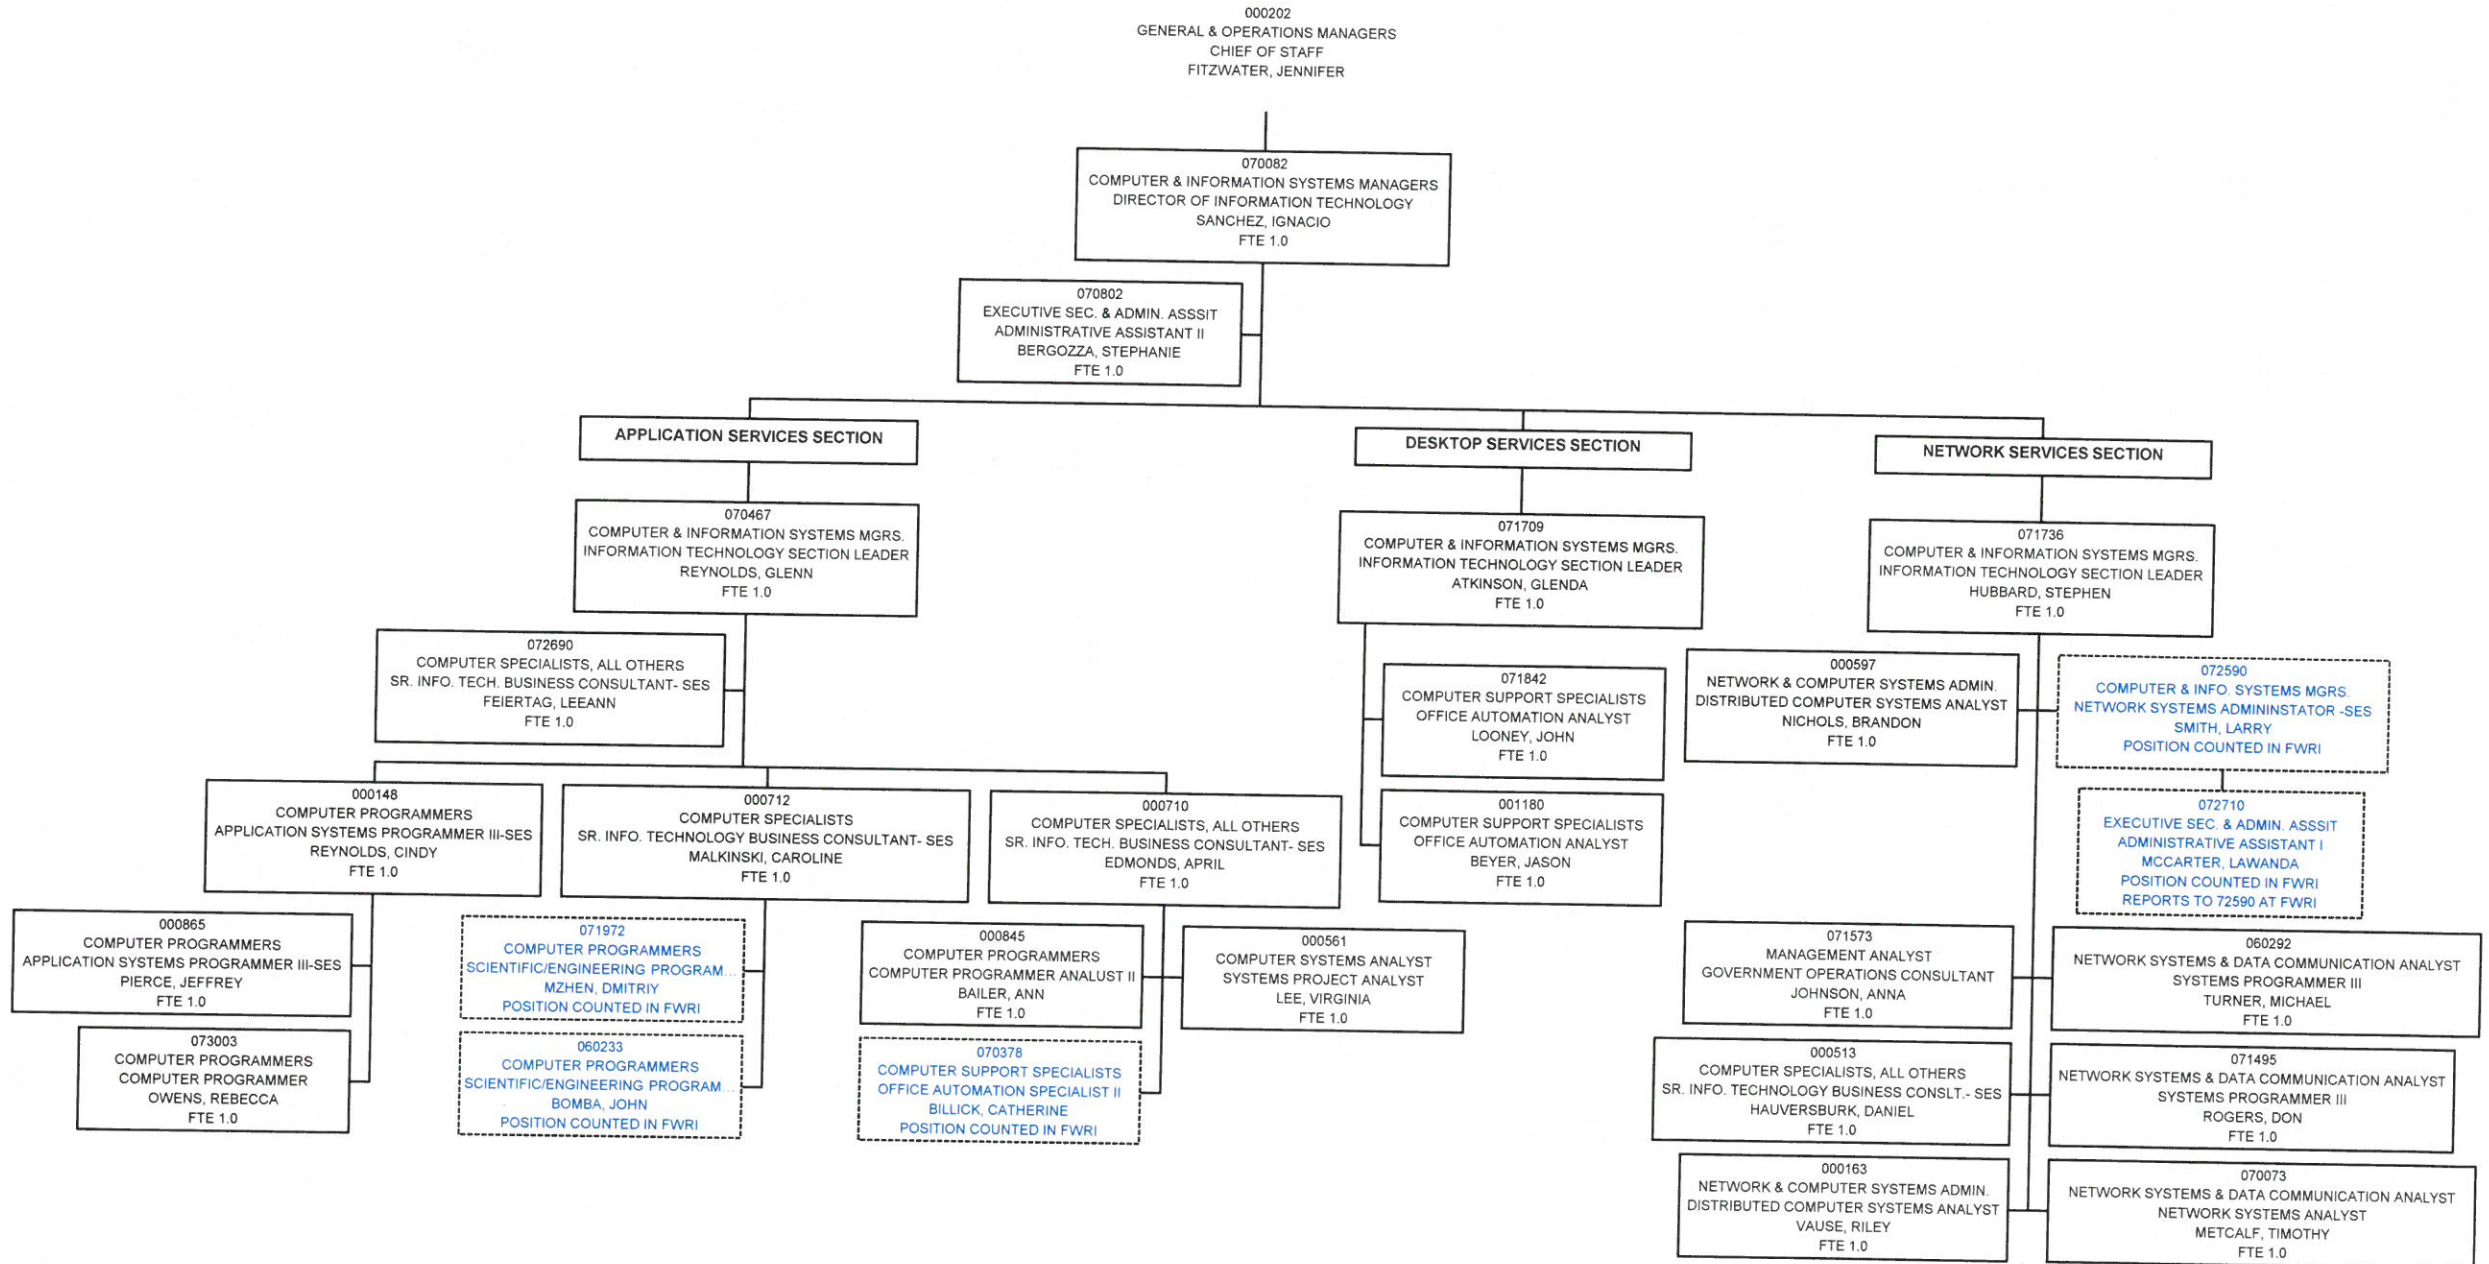 000202
GENERAL & OPERATIONS MANAGERS
CHIEF OF STAFF
FITZWATER, JENNIFER
070082
COMPUTER & INFORMATION SYSTEMS MANAGERS
DIRECTOR OF INFORMATION TECHNOLOGY
SANCHEZ, IGNACIO
FTE 1.0
070802
EXECUTIVE SEC. & ADMIN. ASSSIT
ADMINISTRATIVE ASSISTANT II
BERGOZZA, STEPHANIE
FTE 1.0
APPLICATION SERVICES SECTION
070467
COMPUTER & INFORMATION SYSTEMS MGRS.
INFORMATION TECHNOLOGY SECTION LEADER
REYNOLDS, GLENN
FTE 1.0
072690
COMPUTER SPECIALISTS, ALL OTHERS
SR. INFO. TECH. BUSINESS CONSULTANT- SES
FEIERTAG, LEEANN
FTE 1.0
000148
COMPUTER PROGRAMMERS
APPLICATION SYSTEMS PROGRAMMER III-SES
REYNOLDS, CINDY
FTE 1.0
000865
COMPUTER PROGRAMMERS
APPLICATION SYSTEMS PROGRAMMER III-SES
PIERCE, JEFFREY
FTE 1.0
073003
COMPUTER PROGRAMMERS
COMPUTER PROGRAMMER
OWENS, REBECCA
FTE 1.0
000712
COMPUTER SPECIALISTS
SR. INFO. TECHNOLOGY BUSINESS CONSULTANT- SES
MALKINSKI, CAROLINE
FTE 1.0
071972
COMPUTER PROGRAMMERS
SCIENTIFIC/ENGINEERING PROGRAM...
MZHEN, DMITRIY
POSITION COUNTED IN FWRI
060233
COMPUTER PROGRAMMERS
SCIENTIFIC/ENGINEERING PROGRAM...
BOMBA, JOHN
POSITION COUNTED IN FWRI
000710
COMPUTER SPECIALISTS, ALL OTHERS
SR. INFO. TECH. BUSINESS CONSULTANT- SES
EDMONDS, APRIL
FTE 1.0
000845
COMPUTER PROGRAMMERS
COMPUTER PROGRAMMER ANALUST II
BAILER, ANN
FTE 1.0
000561
COMPUTER SYSTEMS ANALYST
SYSTEMS PROJECT ANALYST
LEE, VIRGINIA
FTE 1.0
070378
COMPUTER SUPPORT SPECIALISTS
OFFICE AUTOMATION SPECIALIST II
BILLICK, CATHERINE
POSITION COUNTED IN FWRI
DESKTOP SERVICES SECTION
071709
COMPUTER & INFORMATION SYSTEMS MGRS.
INFORMATION TECHNOLOGY SECTION LEADER
ATKINSON, GLENDA
FTE 1.0
071842
COMPUTER SUPPORT SPECIALISTS
OFFICE AUTOMATION ANALYST
LOONEY, JOHN
FTE 1.0
001180
COMPUTER SUPPORT SPECIALISTS
OFFICE AUTOMATION ANALYST
BEYER, JASON
FTE 1.0
NETWORK SERVICES SECTION
071736
COMPUTER & INFORMATION SYSTEMS MGRS.
INFORMATION TECHNOLOGY SECTION LEADER
HUBBARD, STEPHEN
FTE 1.0
000597
NETWORK & COMPUTER SYSTEMS ADMIN.
DISTRIBUTED COMPUTER SYSTEMS ANALYST
NICHOLS, BRANDON
FTE 1.0
072590
COMPUTER & INFO. SYSTEMS MGRS.
NETWORK SYSTEMS ADMININSTATOR -SES
SMITH, LARRY
POSITION COUNTED IN FWRI
072710
EXECUTIVE SEC. & ADMIN. ASSSIT
ADMINISTRATIVE ASSISTANT I
MCCARTER, LAWANDA
POSITION COUNTED IN FWRI
REPORTS TO 72590 AT FWRI
071573
MANAGEMENT ANALYST
GOVERNMENT OPERATIONS CONSULTANT
JOHNSON, ANNA
FTE 1.0
060292
NETWORK SYSTEMS & DATA COMMUNICATION ANALYST
SYSTEMS PROGRAMMER III
TURNER, MICHAEL
FTE 1.0
000513
COMPUTER SPECIALISTS, ALL OTHERS
SR. INFO. TECHNOLOGY BUSINESS CONSLT.- SES
HAUVERSBURK, DANIEL
FTE 1.0
071495
NETWORK SYSTEMS & DATA COMMUNICATION ANALYST
SYSTEMS PROGRAMMER III
ROGERS, DON
FTE 1.0
000163
NETWORK & COMPUTER SYSTEMS ADMIN.
DISTRIBUTED COMPUTER SYSTEMS ANALYST
VAUSE, RILEY
FTE 1.0
070073
NETWORK SYSTEMS & DATA COMMUNICATION ANALYST
NETWORK SYSTEMS ANALYST
METCALF, TIMOTHY
FTE 1.0